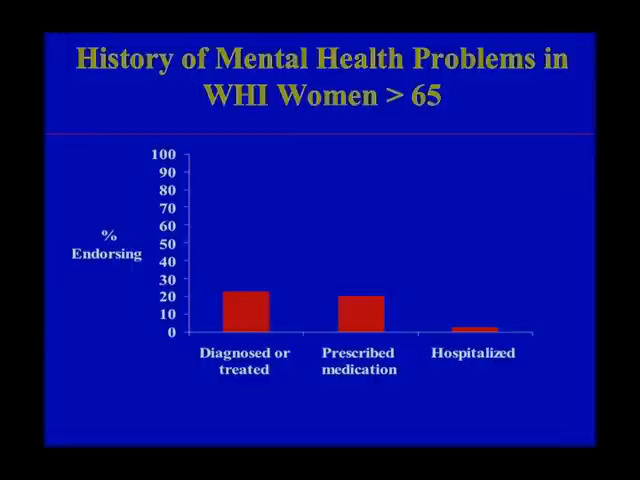 History of Mental Health Problems in
WHI Women > 65
100
90
80
70
60
50
40
30
20
10
0
%
Endorsing
Diagnosed or
treated
Prescribed
medication
Hospitalized